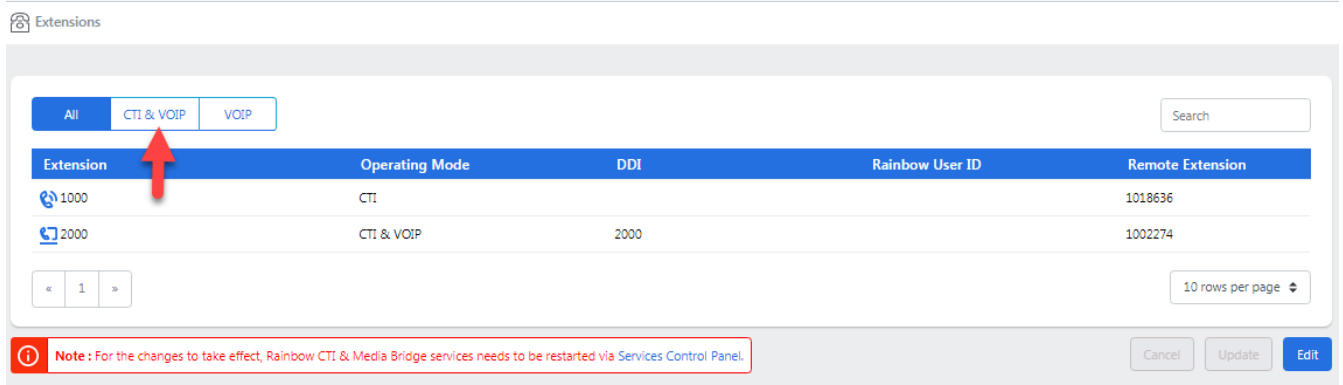 Extensions
All CTI & VOIP VOIP Search
Extension Operating Mode DDI Rainbow User ID Remote Extension
1000 CTI 1018636
2000 CTI & VOIP 2000 1002274
« 1 » 10 rows per page
Note : For the changes to take effect, Rainbow CTI & Media Bridge services needs to be restarted via Services Control Panel. Cancel Update Edit